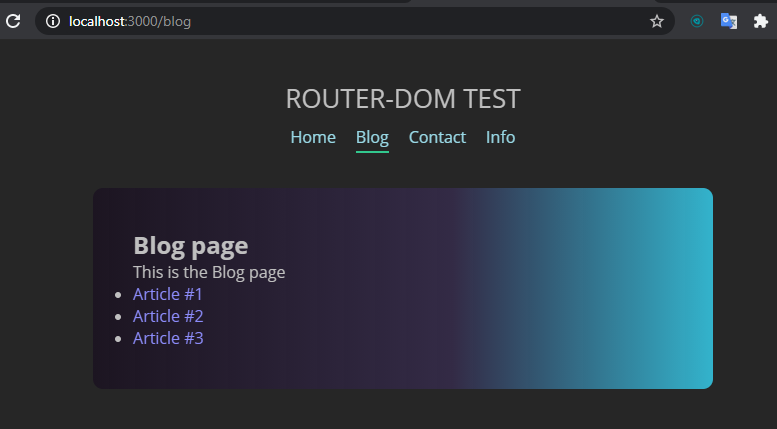 localhost:3000/blog
ROUTER-DOM TEST
Home Blog Contact Info
Blog page
This is the Blog page
Article #1
Article #2
Article #3